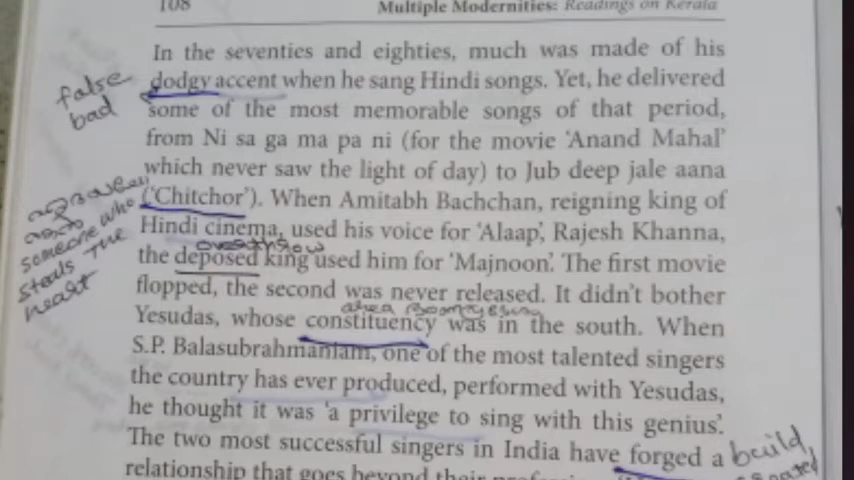 108
Multiple Modernities: Readings on Kerala
In the seventies and eighties, much was made of his
dodgy accent when he sang Hindi songs. Yet, he delivered
some of the most memorable songs of that period,
from Ni sa ga ma pa ni (for the movie 'Anand Mahal'
which never saw the light of day) to Jub deep jale aana
('Chitchor'). When Amitabh Bachchan, reigning king of
Hindi cinema, used his voice for 'Alaap', Rajesh Khanna,
the deposed king used him for 'Majnoon'. The first movie
flopped, the second was never released. It didn't bother
Yesudas, whose constituency was in the south. When
S.P. Balasubrahmaniam, one of the most talented singers
the country has ever produced, performed with Yesudas,
he thought it was 'a privilege to sing with this genius'.
The two most successful singers in India have forged a
relationship that goes beyond their
false
bad
someone who
steals the
heart
overthrow
area
build